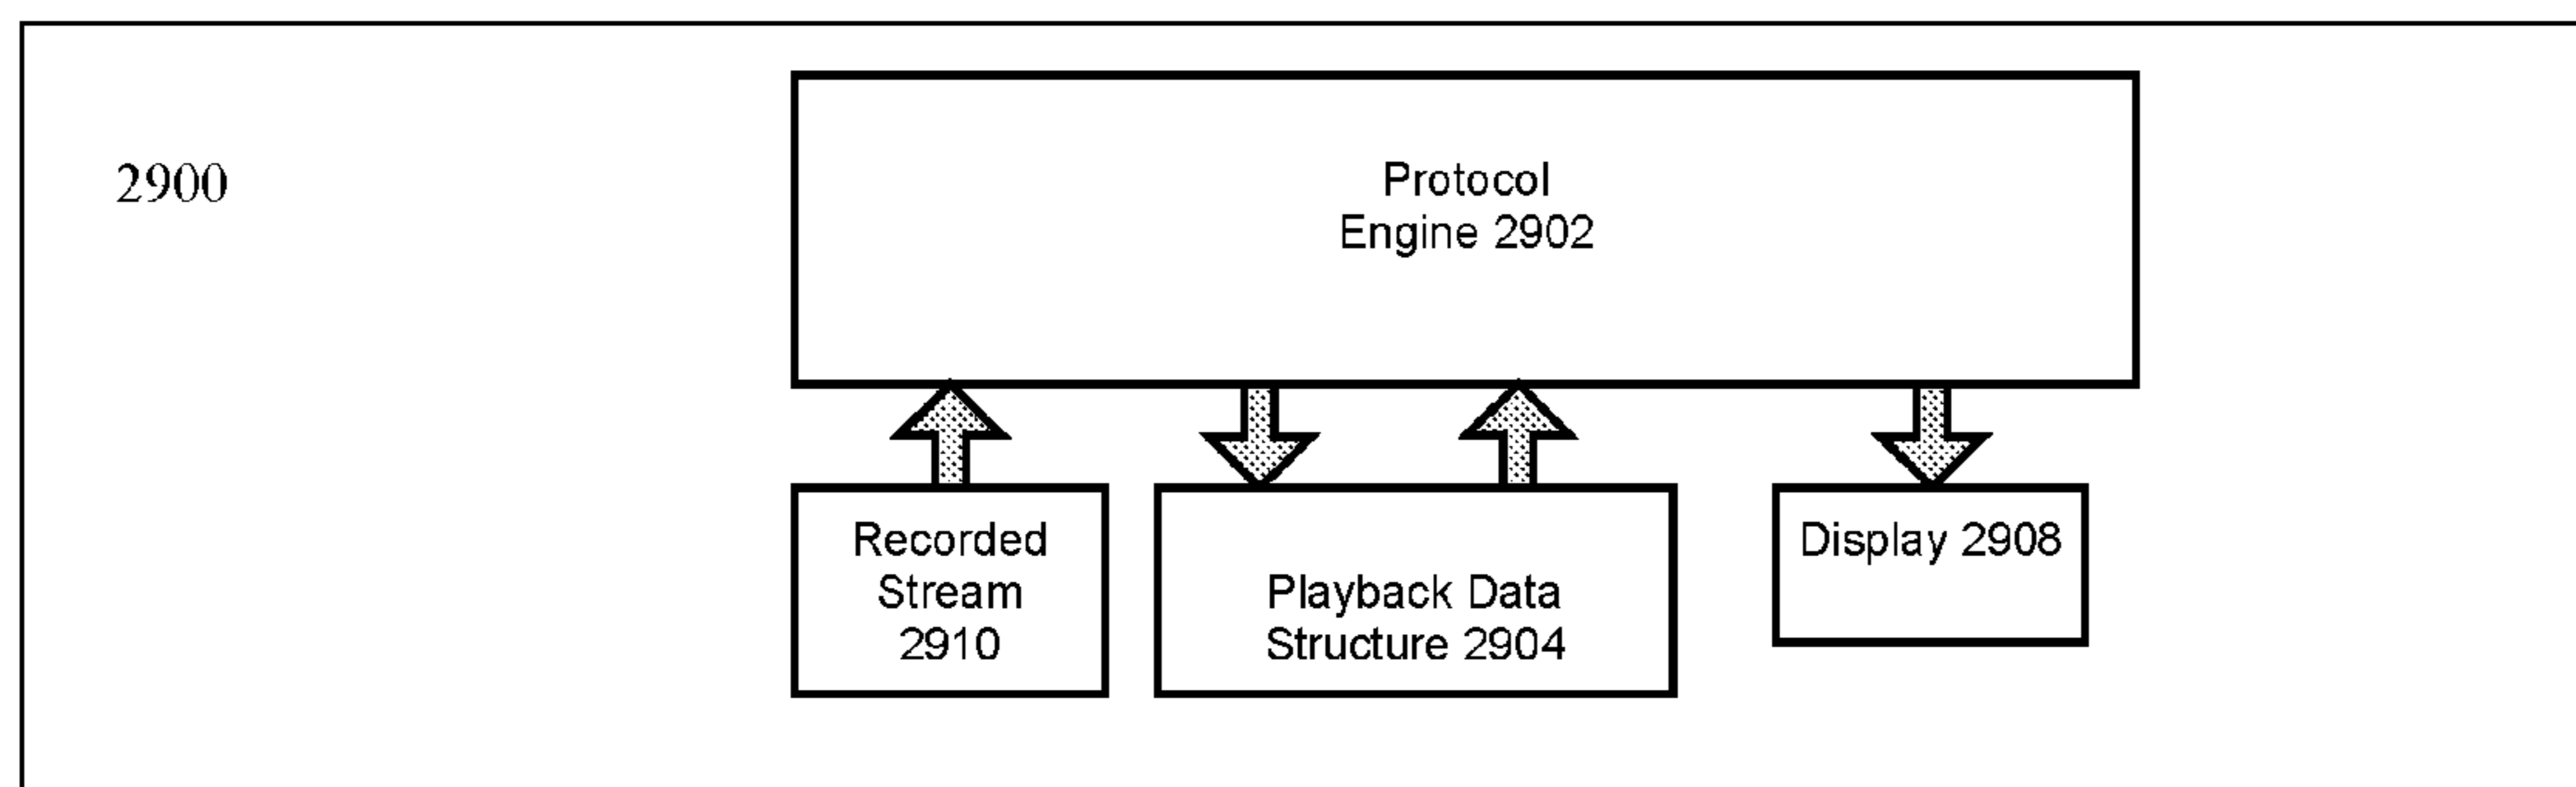 2900
Protocol
Engine 2902
Recorded
Stream
2910
Playback Data
Structure 2904
Display 2908